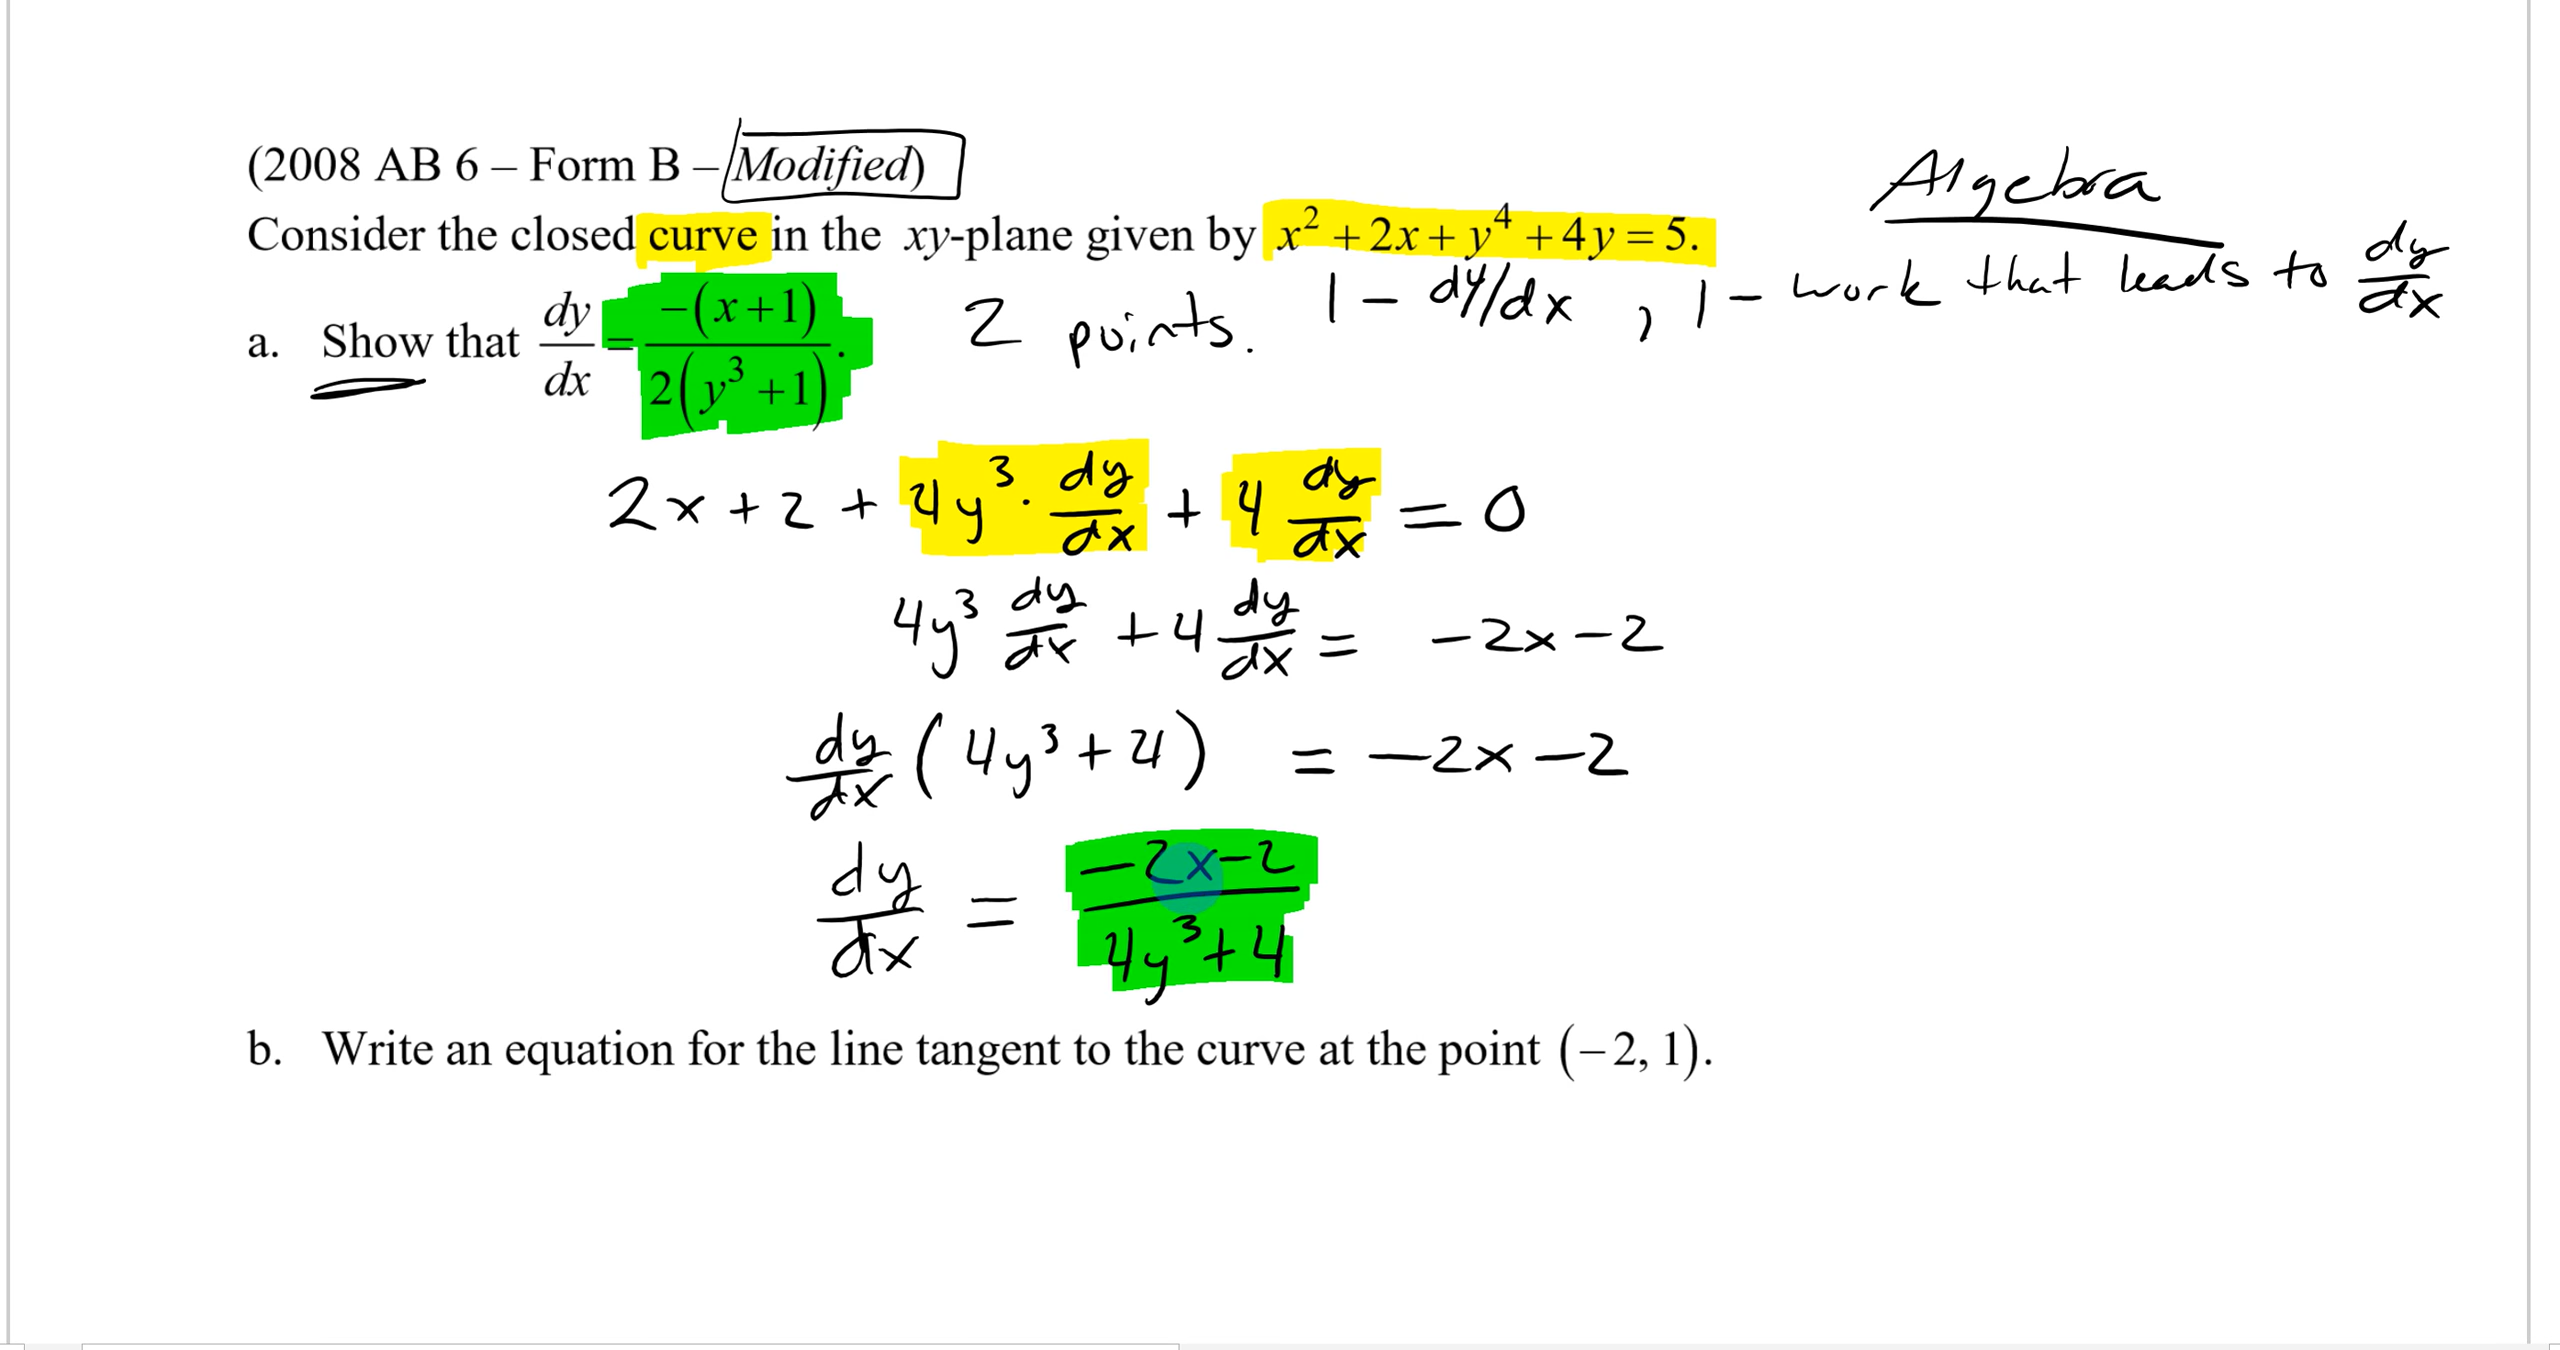 (2008 AB 6 – Form B – Modified)
Algebra
Consider the closed curve in the xy-plane given by x² + 2x + y⁴ + 4y = 5.
a. Show that dy/dx = -(x+1)/2(y³+1).
2 points. 1 – dy/dx , 1 – work that leads to dy/dx
2x + 2 + 4y³ · dy/dx + 4 dy/dx = 0
4y³ dy/dx + 4 dy/dx = -2x - 2
dy/dx (4y³ + 4) = -2x - 2
dy/dx = -2x-2/4y³+4
b. Write an equation for the line tangent to the curve at the point (−2, 1).